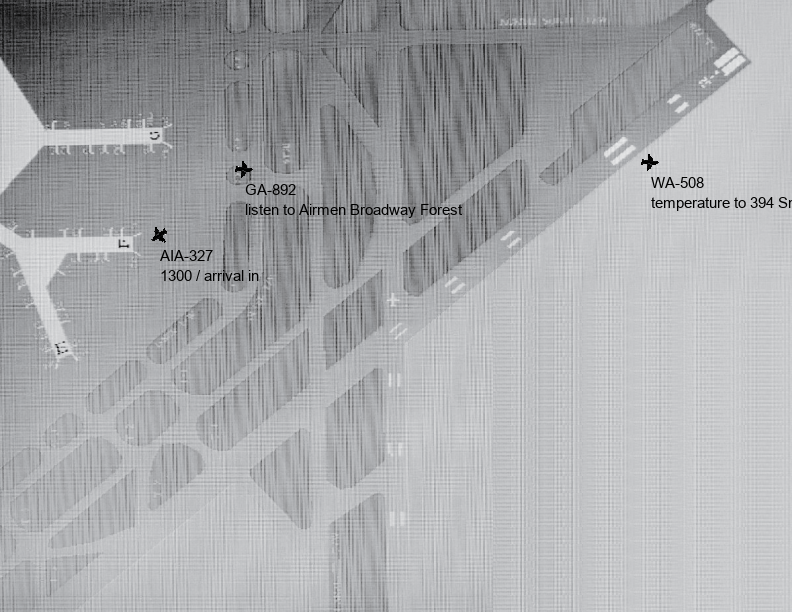 G
GA-892
listen to Airmen Broadway Forest
WA-508
temperature to 394
F
AIA-327
1300 / arrival in
E